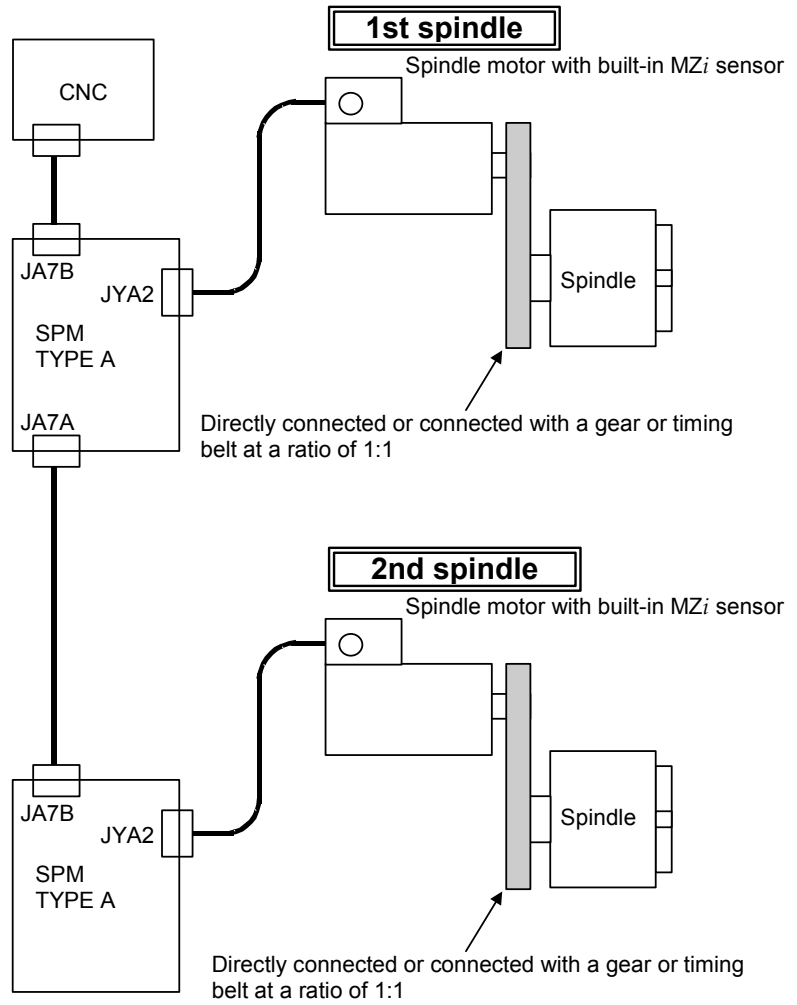 1st spindle
Spindle motor with built-in MZi sensor
CNC
JA7B
JYA2
SPM
TYPE A
Spindle
JA7A
Directly connected or connected with a gear or timing
belt at a ratio of 1:1
2nd spindle
Spindle motor with built-in MZi sensor
JA7B
JYA2
SPM
TYPE A
Spindle
Directly connected or connected with a gear or timing
belt at a ratio of 1:1